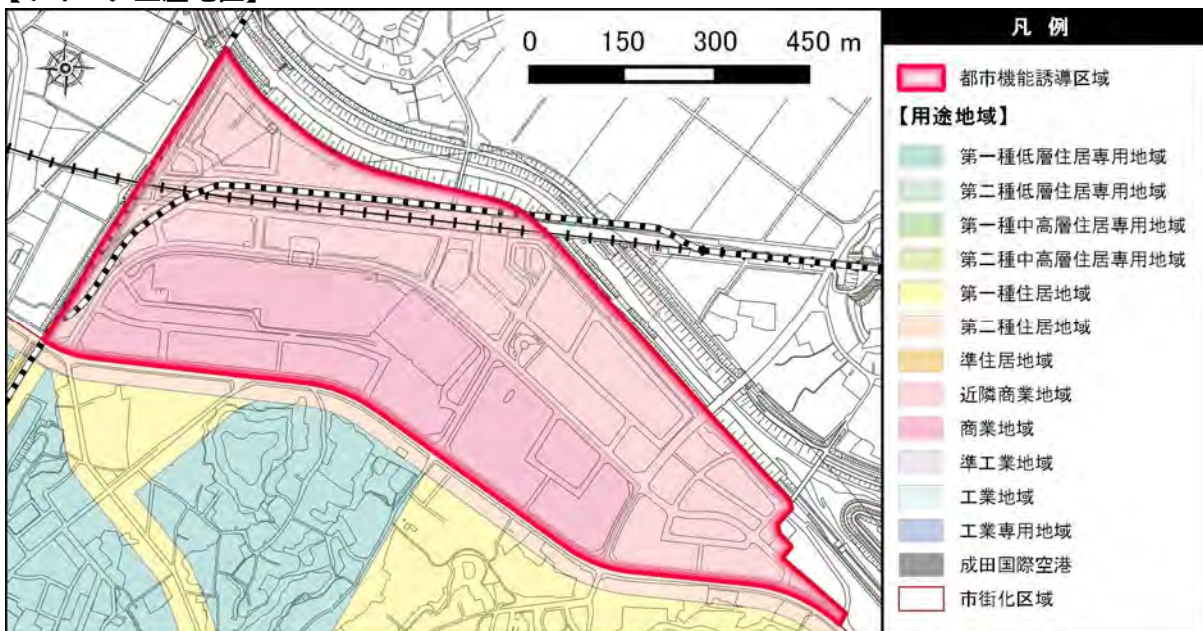 0 150 300 450 m
N
凡 例
都市機能誘導区域
【用途地域】
第一種低層住居専用地域
第二種低層住居専用地域
第一種中高層住居専用地域
第二種中高層住居専用地域
第一種住居地域
第二種住居地域
準住居地域
近隣商業地域
商業地域
準工業地域
工業地域
工業専用地域
成田国際空港
市街化区域